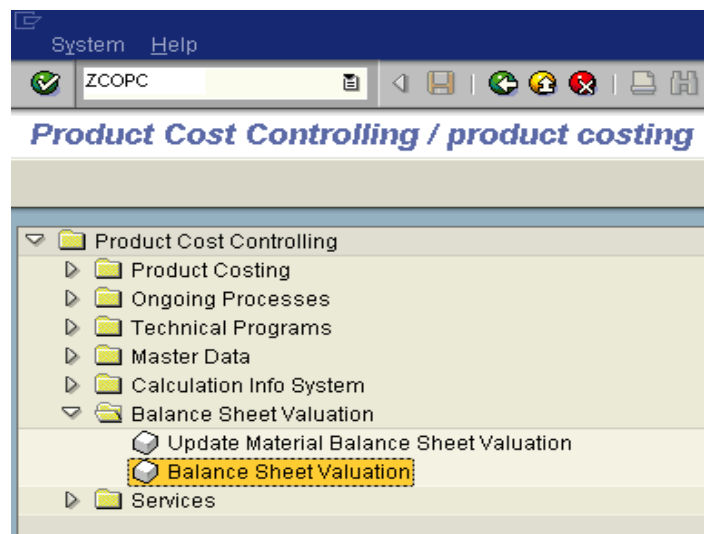 System Help
ZCOPC
Product Cost Controlling / product costing
Product Cost Controlling
Product Costing
Ongoing Processes
Technical Programs
Master Data
Calculation Info System
Balance Sheet Valuation
Update Material Balance Sheet Valuation
Balance Sheet Valuation
Services